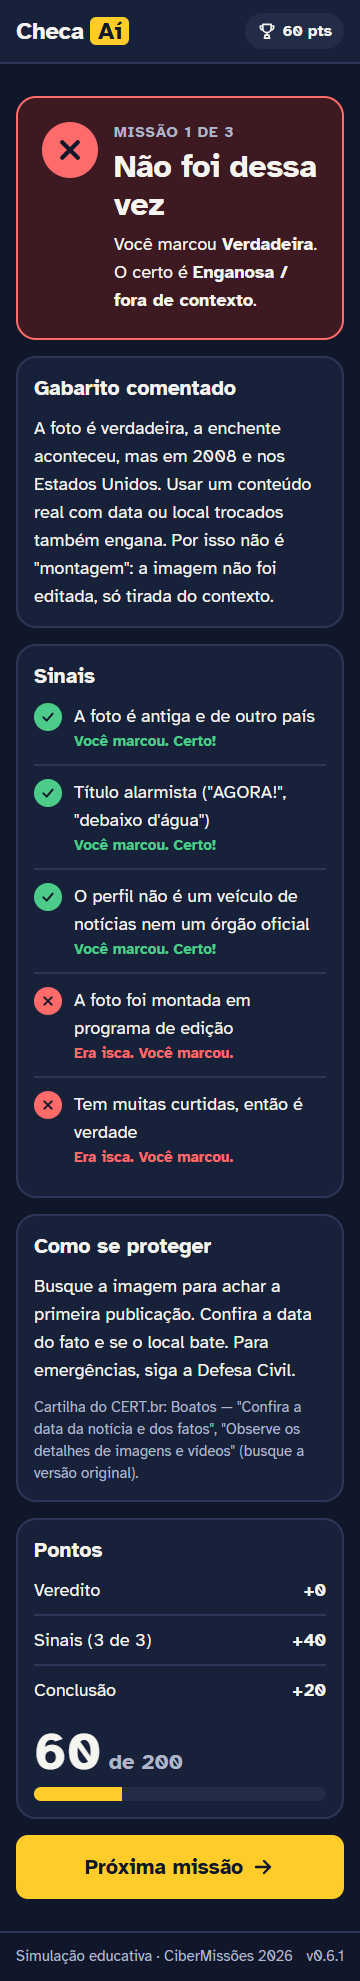 Checa Aí
60 pts
MISSÃO 1 DE 3
Não foi dessa
vez
Você marcou Verdadeira.
O certo é Enganosa /
fora de contexto.
Gabarito comentado
A foto é verdadeira, a enchente
aconteceu, mas em 2008 e nos
Estados Unidos. Usar um conteúdo
real com data ou local trocados
também engana. Por isso não é
"montagem": a imagem não foi
editada, só tirada do contexto.
Sinais
A foto é antiga e de outro país
Você marcou. Certo!
Título alarmista ("AGORA!",
"debaixo d'água")
Você marcou. Certo!
O perfil não é um veículo de
notícias nem um órgão oficial
Você marcou. Certo!
A foto foi montada em
programa de edição
Era isca. Você marcou.
Tem muitas curtidas, então é
verdade
Era isca. Você marcou.
Como se proteger
Busque a imagem para achar a
primeira publicação. Confira a data
do fato e se o local bate. Para
emergências, siga a Defesa Civil.
Cartilha do CERT.br: Boatos — "Confira a
data da notícia e dos fatos", "Observe os
detalhes de imagens e vídeos" (busque a
versão original).
Pontos
Veredito +0
Sinais (3 de 3) +40
Conclusão +20
60 de 200
Próxima missão →
Simulação educativa · CiberMissões 2026 v0.6.1